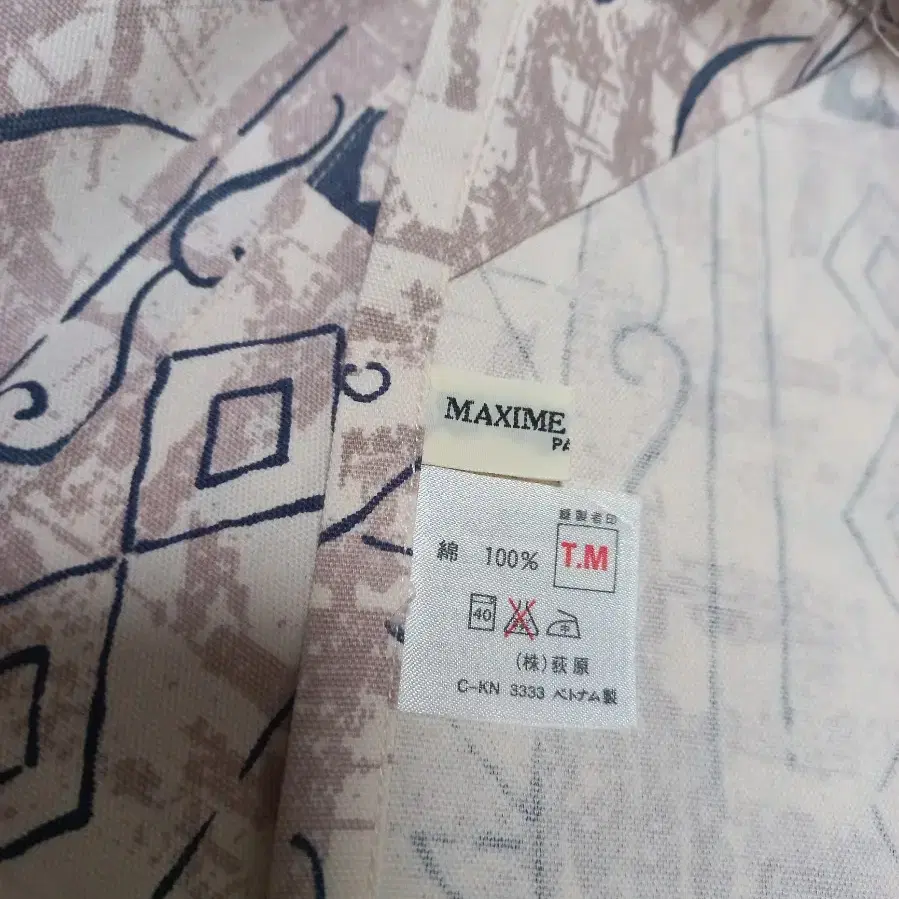 MAXIME
PA
縫製者印
綿 100% T.M
40 中
(株)荻原
C-KN 3333 ベトナム製